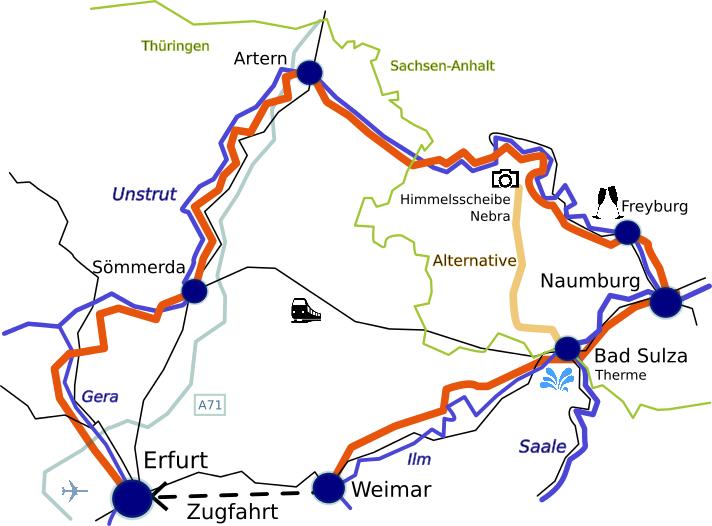 Thüringen
Artern
Sachsen-Anhalt
Unstrut
Himmelsscheibe
Nebra
Freyburg
Alternative
Sömmerda
Naumburg
Bad Sulza
Therme
Gera
A71
Ilm
Saale
Erfurt
Weimar
Zugfahrt